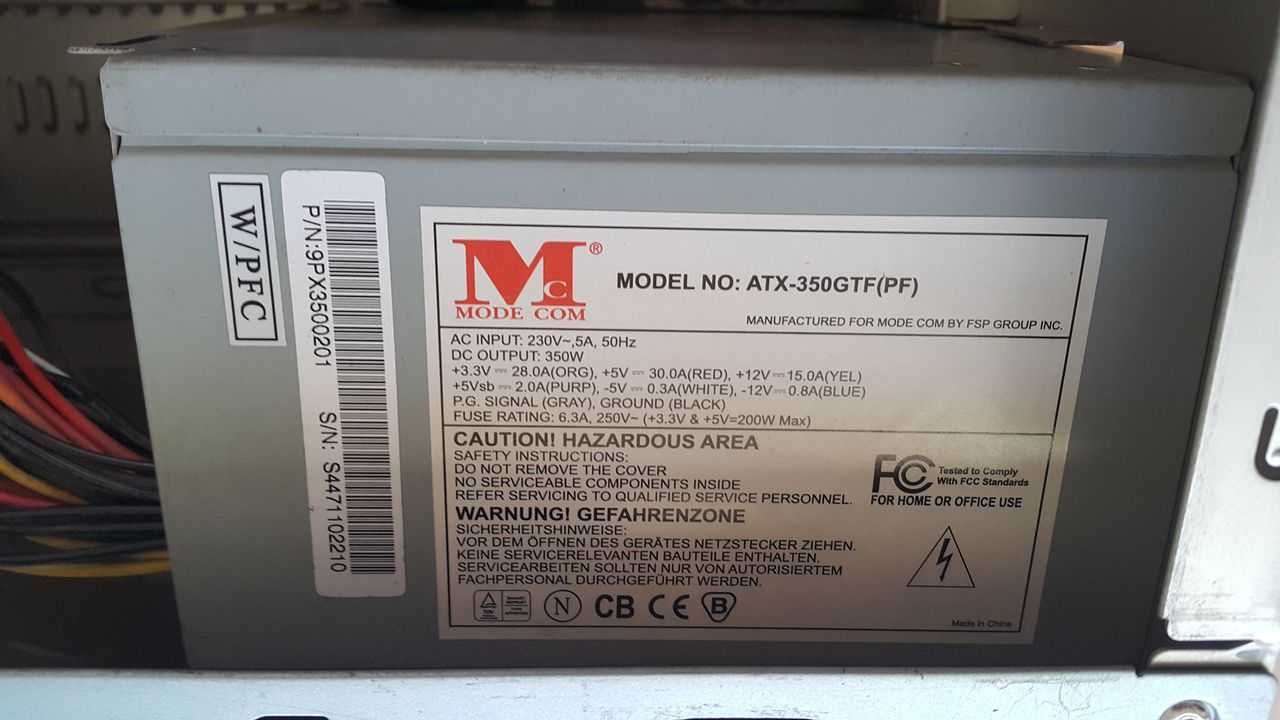 W/PFC
P/N:9PX3500201 S/N: S4471102210
MC®
MODE COM
MODEL NO: ATX-350GTF(PF)
MANUFACTURED FOR MODE COM BY FSP GROUP INC.
AC INPUT: 230V~,5A, 50Hz
DC OUTPUT: 350W
+3.3V ⎓ 28.0A(ORG), +5V ⎓ 30.0A(RED), +12V ⎓ 15.0A(YEL)
+5Vsb ⎓ 2.0A(PURP), -5V ⎓ 0.3A(WHITE), -12V ⎓ 0.8A(BLUE)
P.G. SIGNAL (GRAY), GROUND (BLACK)
FUSE RATING: 6.3A, 250V~ (+3.3V & +5V=200W Max)
CAUTION! HAZARDOUS AREA
SAFETY INSTRUCTIONS:
DO NOT REMOVE THE COVER
NO SERVICEABLE COMPONENTS INSIDE
REFER SERVICING TO QUALIFIED SERVICE PERSONNEL.
FC Tested to Comply
With FCC Standards
FOR HOME OR OFFICE USE
WARNUNG! GEFAHRENZONE
SICHERHEITSHINWEISE:
VOR DEM ÖFFNEN DES GERÄTES NETZSTECKER ZIEHEN.
KEINE SERVICERELEVANTEN BAUTEILE ENTHALTEN.
SERVICEARBEITEN SOLLTEN NUR VON AUTORISIERTEM
FACHPERSONAL DURCHGEFÜHRT WERDEN.
N CB CE B
Made in China